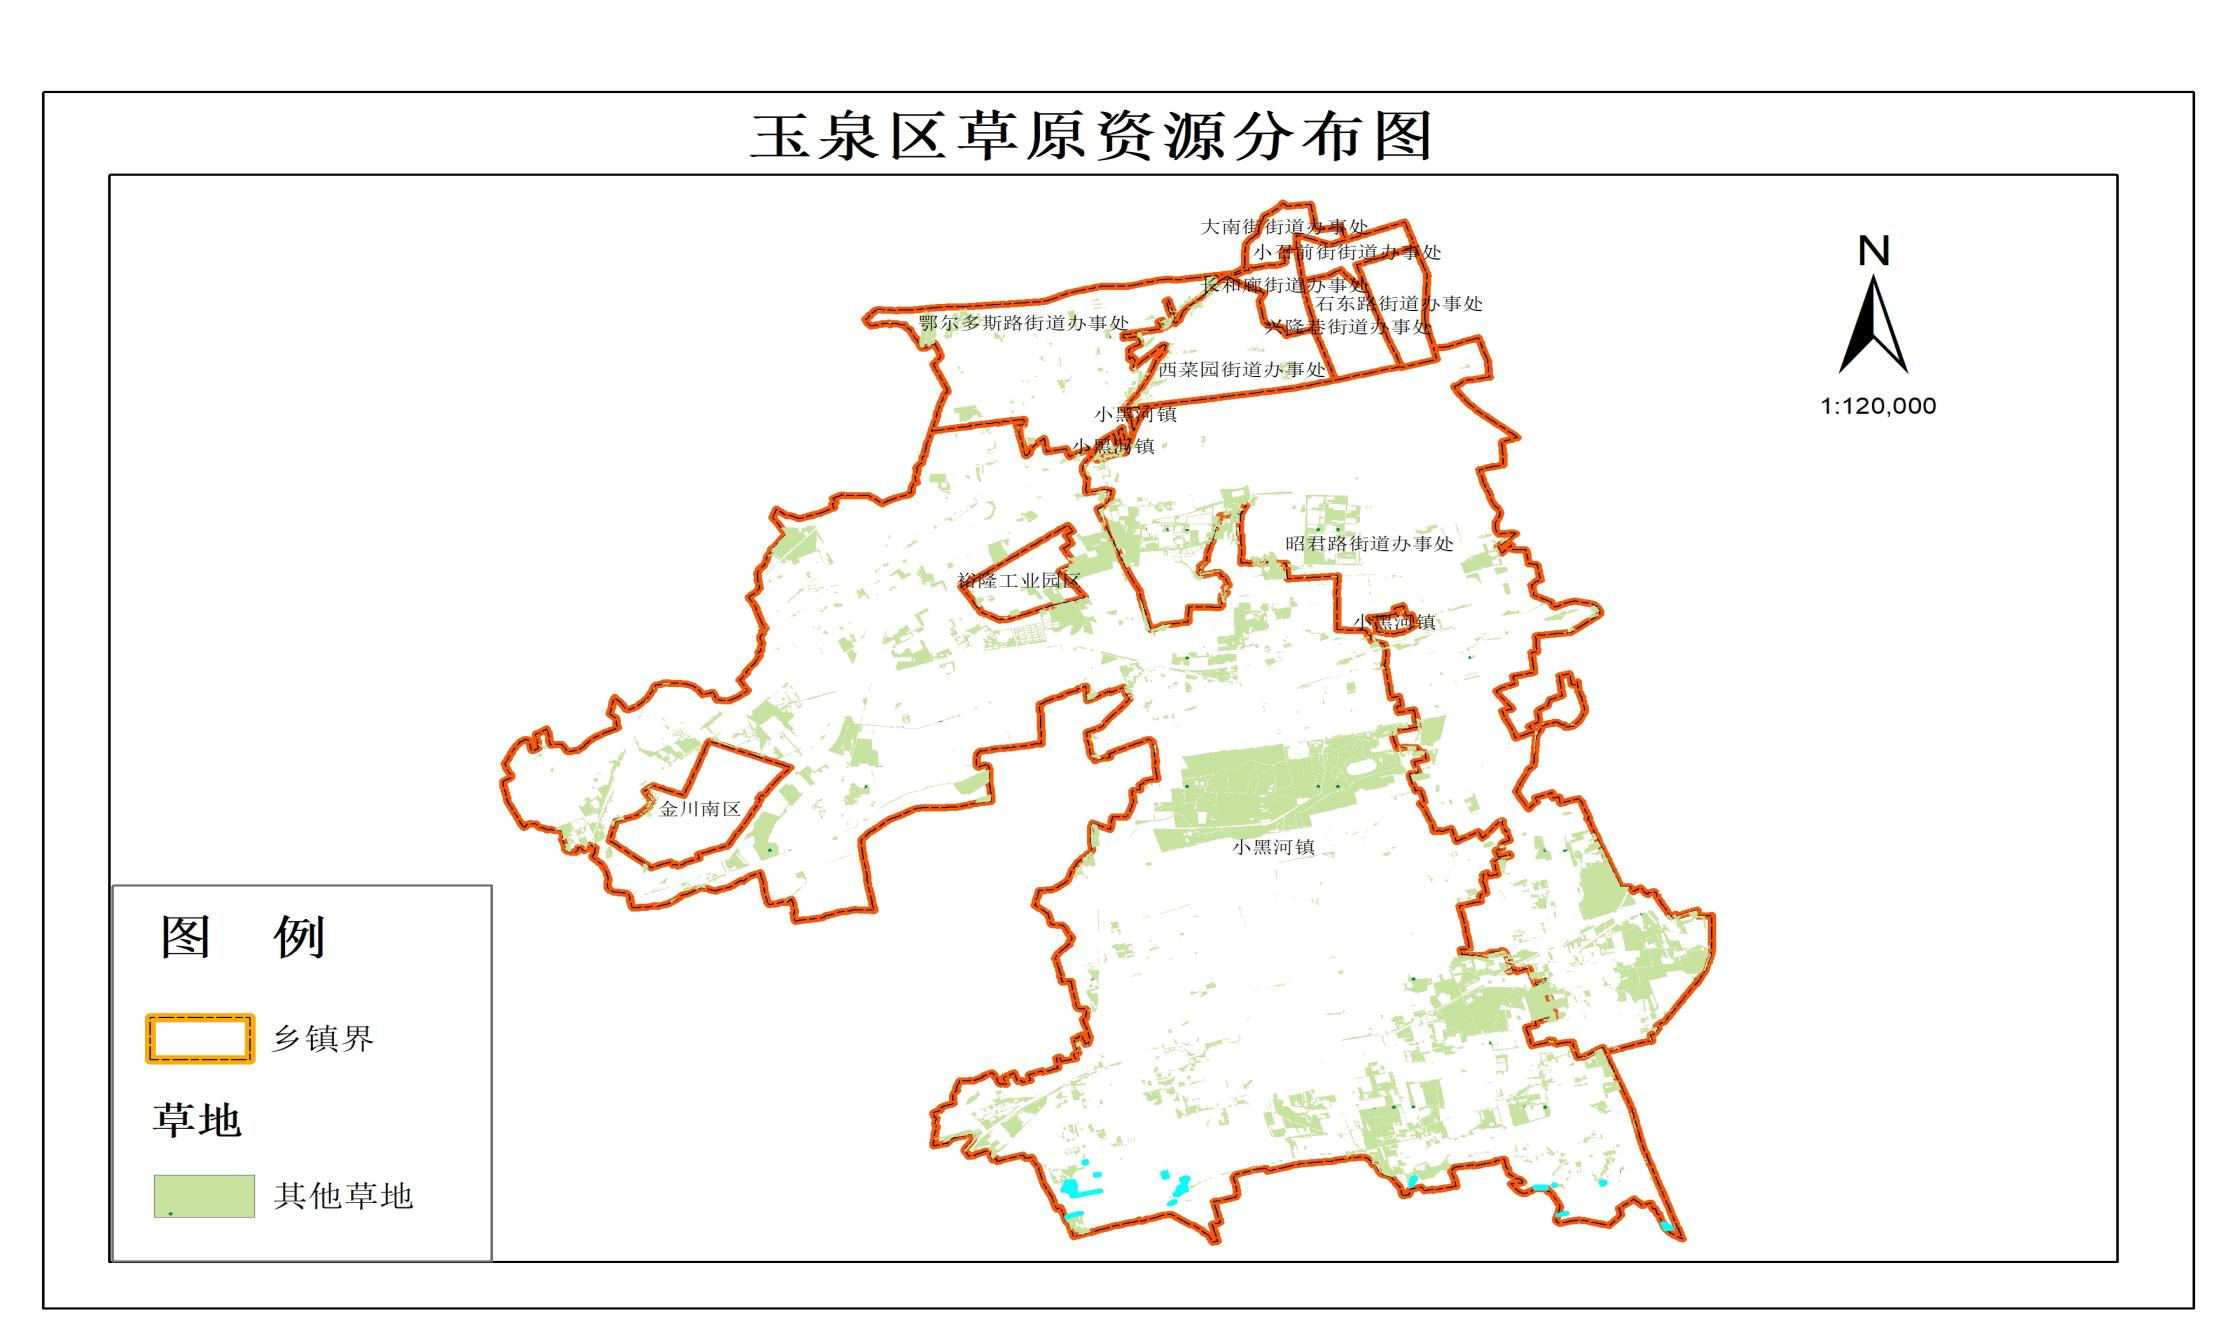 玉泉区草原资源分布图
大南街街道办事处
小召前街街道办事处
长和廊街道办事处
石东路街道办事处
兴隆巷街道办事处
鄂尔多斯路街道办事处
西菜园街道办事处
小黑河镇
小黑河镇
昭君路街道办事处
裕隆工业园区
小黑河镇
金川南区
小黑河镇
N
1:120,000
图 例
乡镇界
草地
其他草地